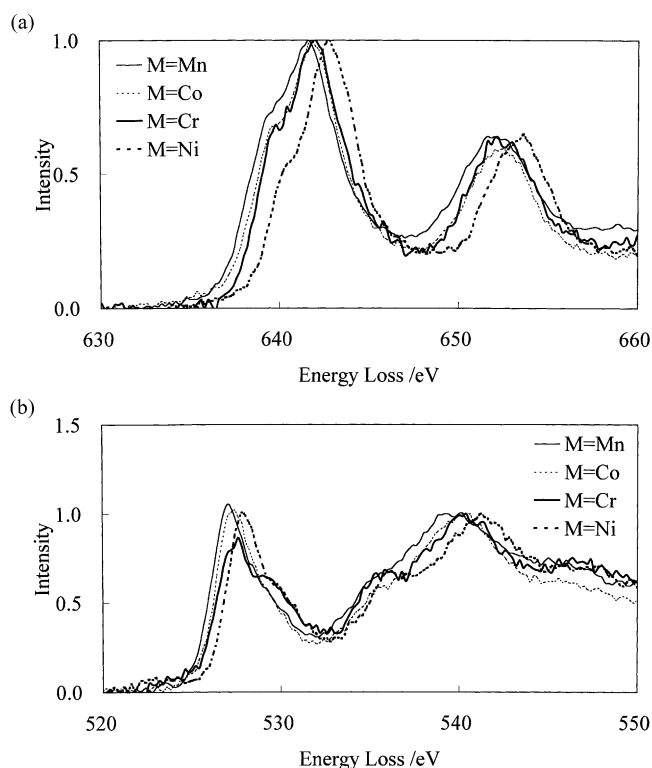 (a)
1.0
M=Mn
M=Co
M=Cr
M=Ni
Intensity
0.5
0.0
630
640
650
660
Energy Loss /eV
(b)
1.5
M=Mn
M=Co
M=Cr
M=Ni
1.0
Intensity
0.5
0.0
520
530
540
550
Energy Loss /eV